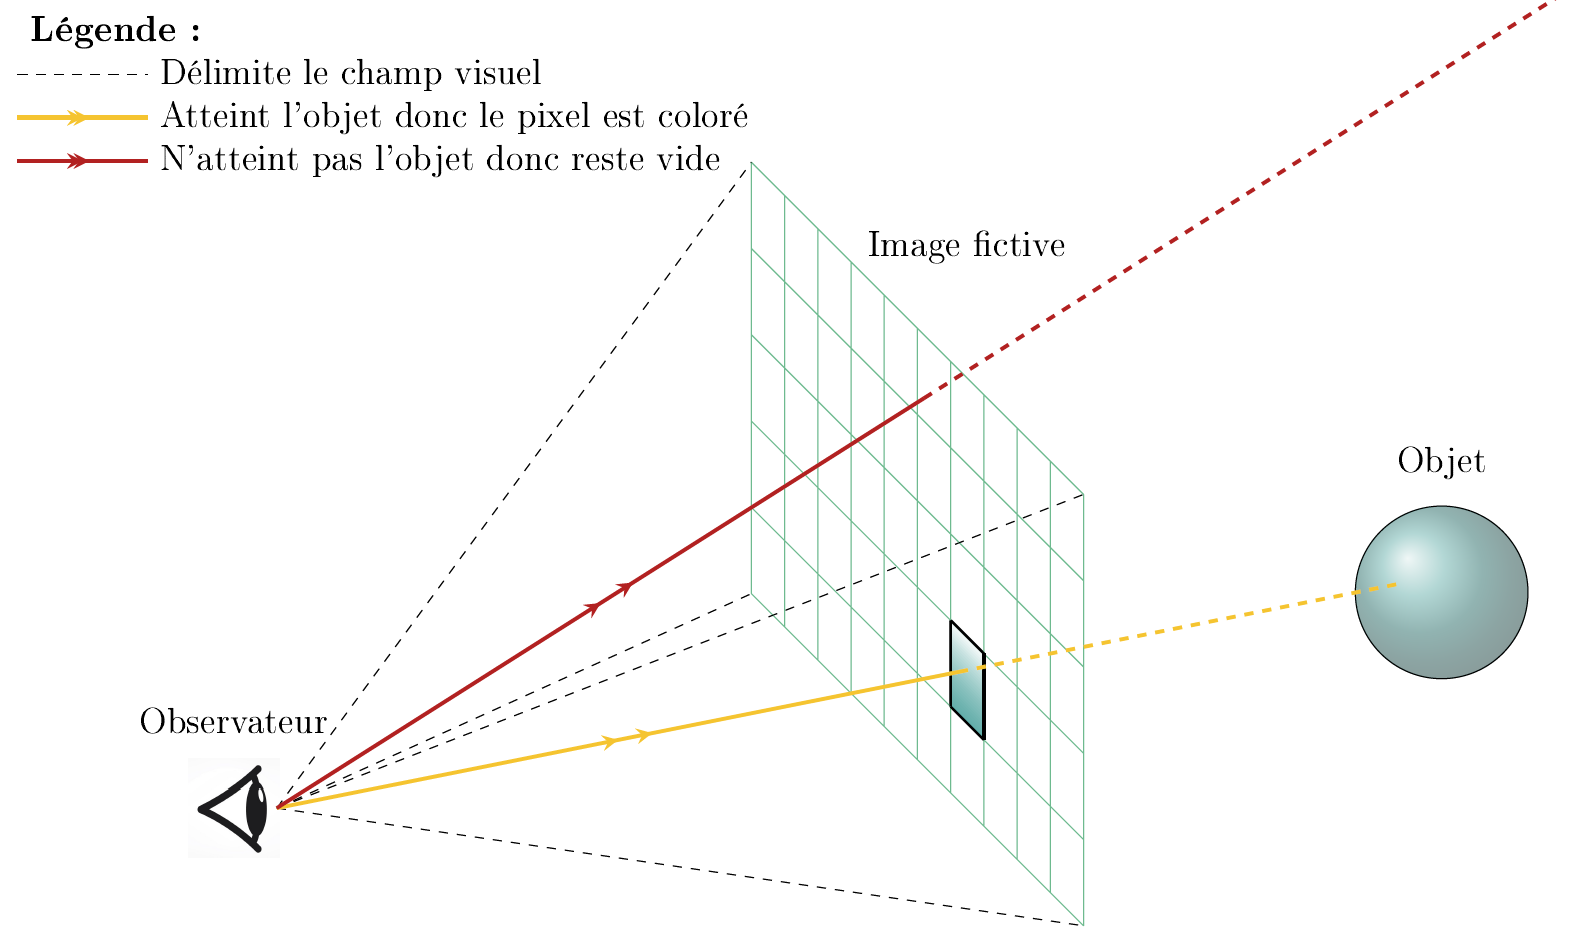 Légende :
Délimite le champ visuel
Atteint l'objet donc le pixel est coloré
N'atteint pas l'objet donc reste vide
Image fictive
Objet
Observateur